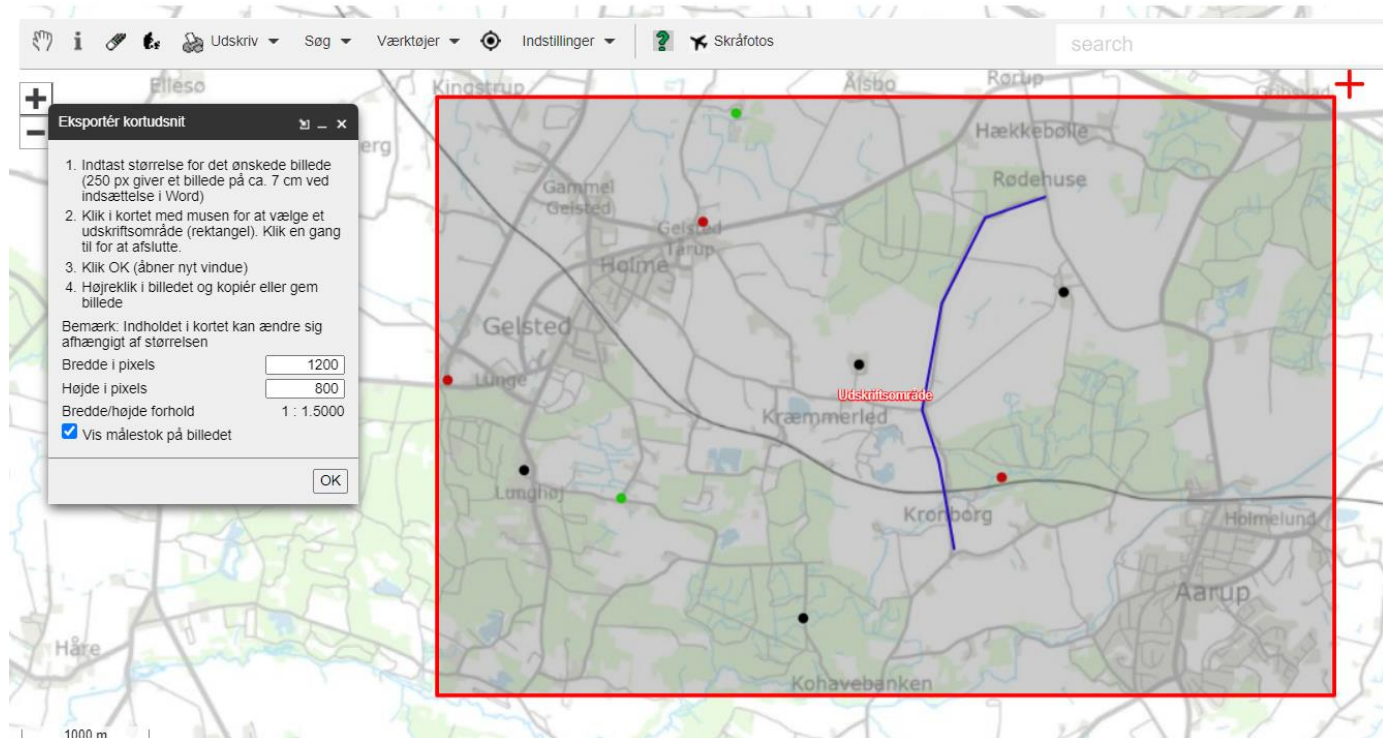 Udskriv
Søg
Værktøjer
Indstillinger
Skråfotos
search
Ellesø
Kingstrup
Ålsbo
Rørup
Gribsvad
+
−
Eksportér kortudsnit
erg
1. Indtast størrelse for det ønskede billede
(250 px giver et billede på ca. 7 cm ved
indsættelse i Word)
2. Klik i kortet med musen for at vælge et
udskriftsområde (rektangel). Klik en gang
til for at afslutte.
3. Klik OK (åbner nyt vindue)
4. Højreklik i billedet og kopiér eller gem
billede
Bemærk: Indholdet i kortet kan ændre sig
afhængigt af størrelsen
Bredde i pixels 1200
Højde i pixels 800
Bredde/højde forhold 1 : 1.5000
Vis målestok på billedet
OK
Hækkebølle
Rødehuse
Gammel
Gelsted
Gelsted
Tårup
Holme
Gelsted
Lunge
Udskriftsområde
Kræmmerled
Lunghøj
Kronborg
Holmelund
Aarup
Håre
Kohavebanken
1000 m